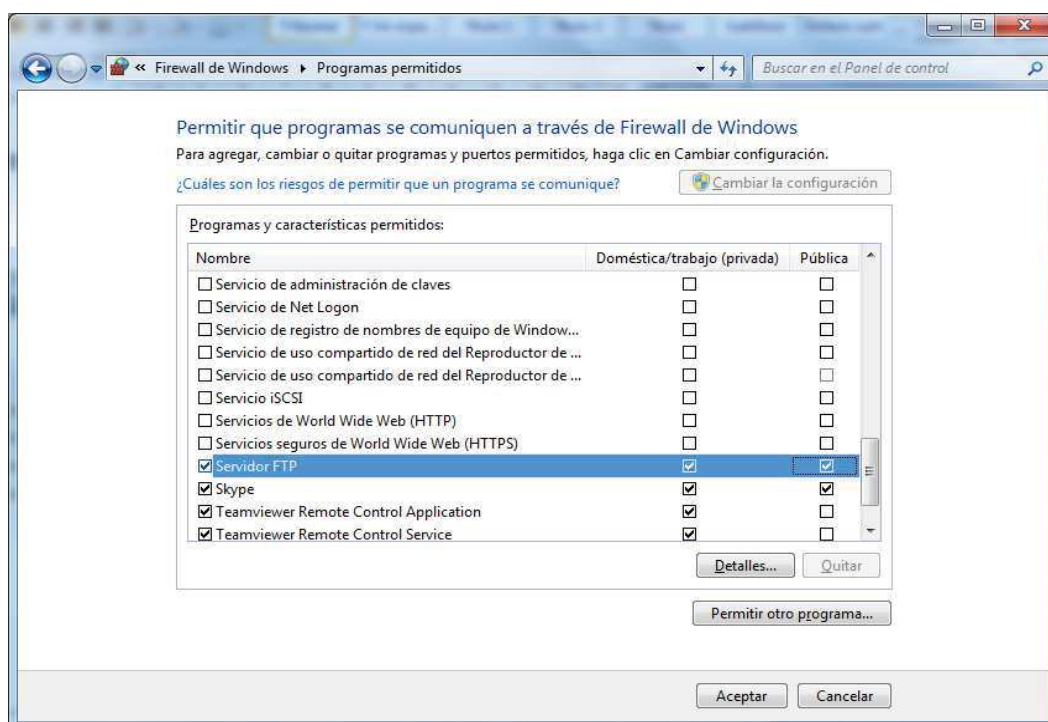 « Firewall de Windows ▸ Programas permitidos
Buscar en el Panel de control
Permitir que programas se comuniquen a través de Firewall de Windows
Para agregar, cambiar o quitar programas y puertos permitidos, haga clic en Cambiar configuración.
¿Cuáles son los riesgos de permitir que un programa se comunique?
Cambiar la configuración
Programas y características permitidos:
Nombre Doméstica/trabajo (privada) Pública
Servicio de administración de claves
Servicio de Net Logon
Servicio de registro de nombres de equipo de Window...
Servicio de uso compartido de red del Reproductor de ...
Servicio de uso compartido de red del Reproductor de ...
Servicio iSCSI
Servicios de World Wide Web (HTTP)
Servicios seguros de World Wide Web (HTTPS)
Servidor FTP
Skype
Teamviewer Remote Control Application
Teamviewer Remote Control Service
Detalles... Quitar
Permitir otro programa...
Aceptar Cancelar